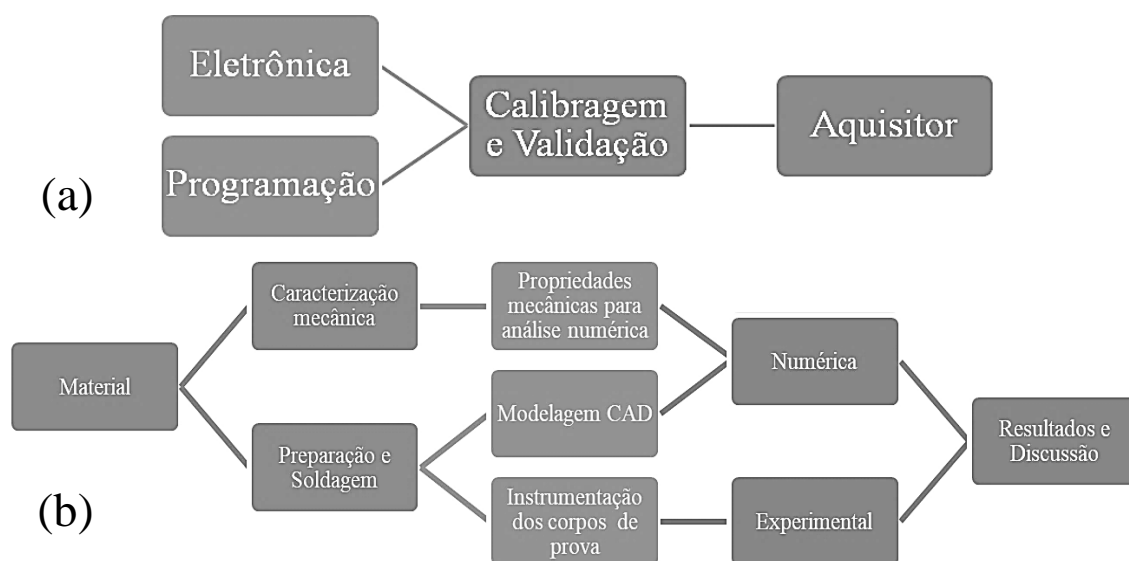 Eletrônica
Programação
Calibragem
e Validação
Aquisitor
(a)
Material
Caracterização
mecânica
Preparação e
Soldagem
Propriedades
mecânicas para
análise numérica
Modelagem CAD
Instrumentação
dos corpos de
prova
Numérica
Experimental
Resultados e
Discussão
(b)